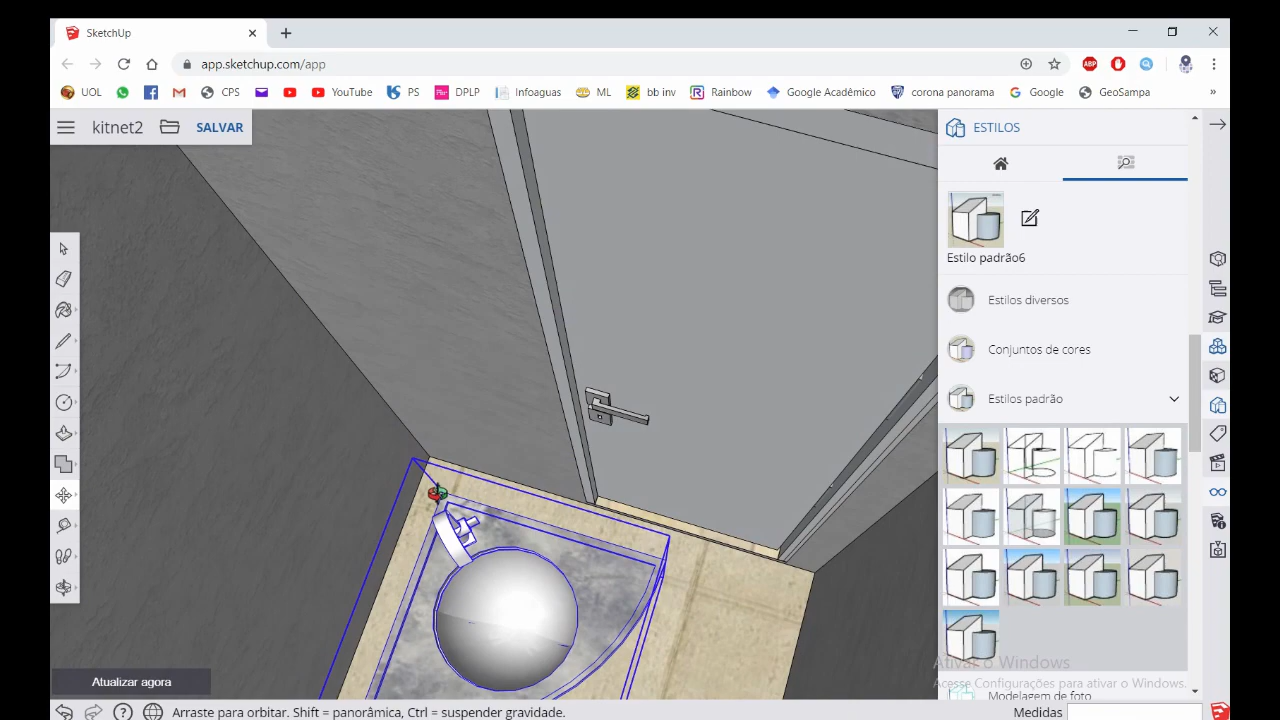 SketchUp
app.sketchup.com/app
ABP
UOL
CPS
YouTube
PS
DPLP
Infoaguas
ML
bb inv
Rainbow
Google Acadêmico
corona panorama
Google
GeoSampa
»
kitnet2
SALVAR
ESTILOS
Estilo padrão6
Estilos diversos
Conjuntos de cores
Estilos padrão
Modelagem de foto
Ativar o Windows
Acesse Configurações para ativar o Windows.
Atualizar agora
Arraste para orbitar. Shift = panorâmica, Ctrl = suspender gravidade.
Medidas